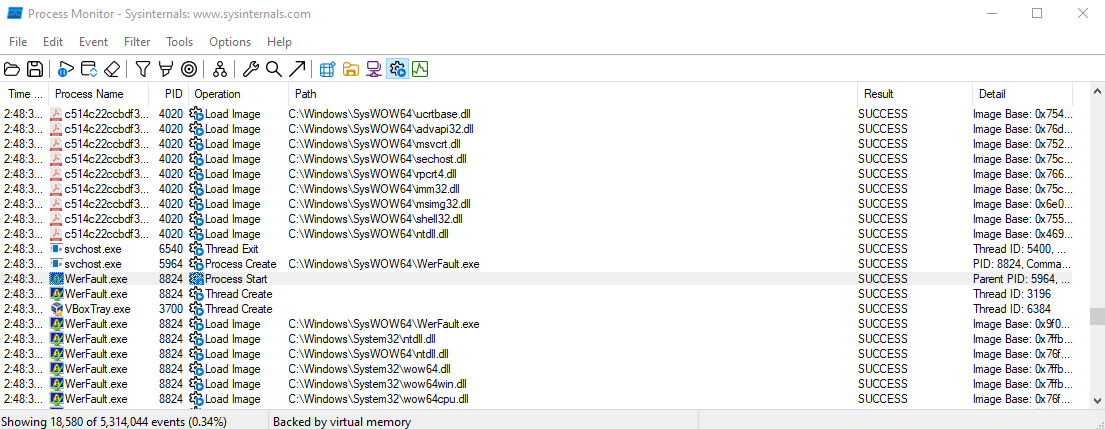 Process Monitor - Sysinternals: www.sysinternals.com
File Edit Event Filter Tools Options Help
Time ... Process Name PID Operation Path Result Detail
2:48:3... c514c22ccbdf3... 4020 Load Image C:\Windows\SysWOW64\ucrtbase.dll SUCCESS Image Base: 0x754...
2:48:3... c514c22ccbdf3... 4020 Load Image C:\Windows\SysWOW64\advapi32.dll SUCCESS Image Base: 0x76d...
2:48:3... c514c22ccbdf3... 4020 Load Image C:\Windows\SysWOW64\msvcrt.dll SUCCESS Image Base: 0x752...
2:48:3... c514c22ccbdf3... 4020 Load Image C:\Windows\SysWOW64\sechost.dll SUCCESS Image Base: 0x75c...
2:48:3... c514c22ccbdf3... 4020 Load Image C:\Windows\SysWOW64\rpcrt4.dll SUCCESS Image Base: 0x766...
2:48:3... c514c22ccbdf3... 4020 Load Image C:\Windows\SysWOW64\imm32.dll SUCCESS Image Base: 0x75c...
2:48:3... c514c22ccbdf3... 4020 Load Image C:\Windows\SysWOW64\msimg32.dll SUCCESS Image Base: 0x6e0...
2:48:3... c514c22ccbdf3... 4020 Load Image C:\Windows\SysWOW64\shell32.dll SUCCESS Image Base: 0x755...
2:48:3... c514c22ccbdf3... 4020 Load Image C:\Windows\SysWOW64\ntdll.dll SUCCESS Image Base: 0x469...
2:48:3... svchost.exe 6540 Thread Exit SUCCESS Thread ID: 5400, ...
2:48:3... svchost.exe 5964 Process Create C:\Windows\SysWOW64\WerFault.exe SUCCESS PID: 8824, Comma...
2:48:3... WerFault.exe 8824 Process Start SUCCESS Parent PID: 5964, ...
2:48:3... WerFault.exe 8824 Thread Create SUCCESS Thread ID: 3196
2:48:3... VBoxTray.exe 3700 Thread Create SUCCESS Thread ID: 6384
2:48:3... WerFault.exe 8824 Load Image C:\Windows\SysWOW64\WerFault.exe SUCCESS Image Base: 0x9f0...
2:48:3... WerFault.exe 8824 Load Image C:\Windows\System32\ntdll.dll SUCCESS Image Base: 0x7ffb...
2:48:3... WerFault.exe 8824 Load Image C:\Windows\SysWOW64\ntdll.dll SUCCESS Image Base: 0x76f...
2:48:3... WerFault.exe 8824 Load Image C:\Windows\System32\wow64.dll SUCCESS Image Base: 0x7ffb...
2:48:3... WerFault.exe 8824 Load Image C:\Windows\System32\wow64win.dll SUCCESS Image Base: 0x7ffb...
2:48:3... WerFault.exe 8824 Load Image C:\Windows\System32\wow64cpu.dll SUCCESS Image Base: 0x76f...
Showing 18,580 of 5,314,044 events (0.34%) Backed by virtual memory